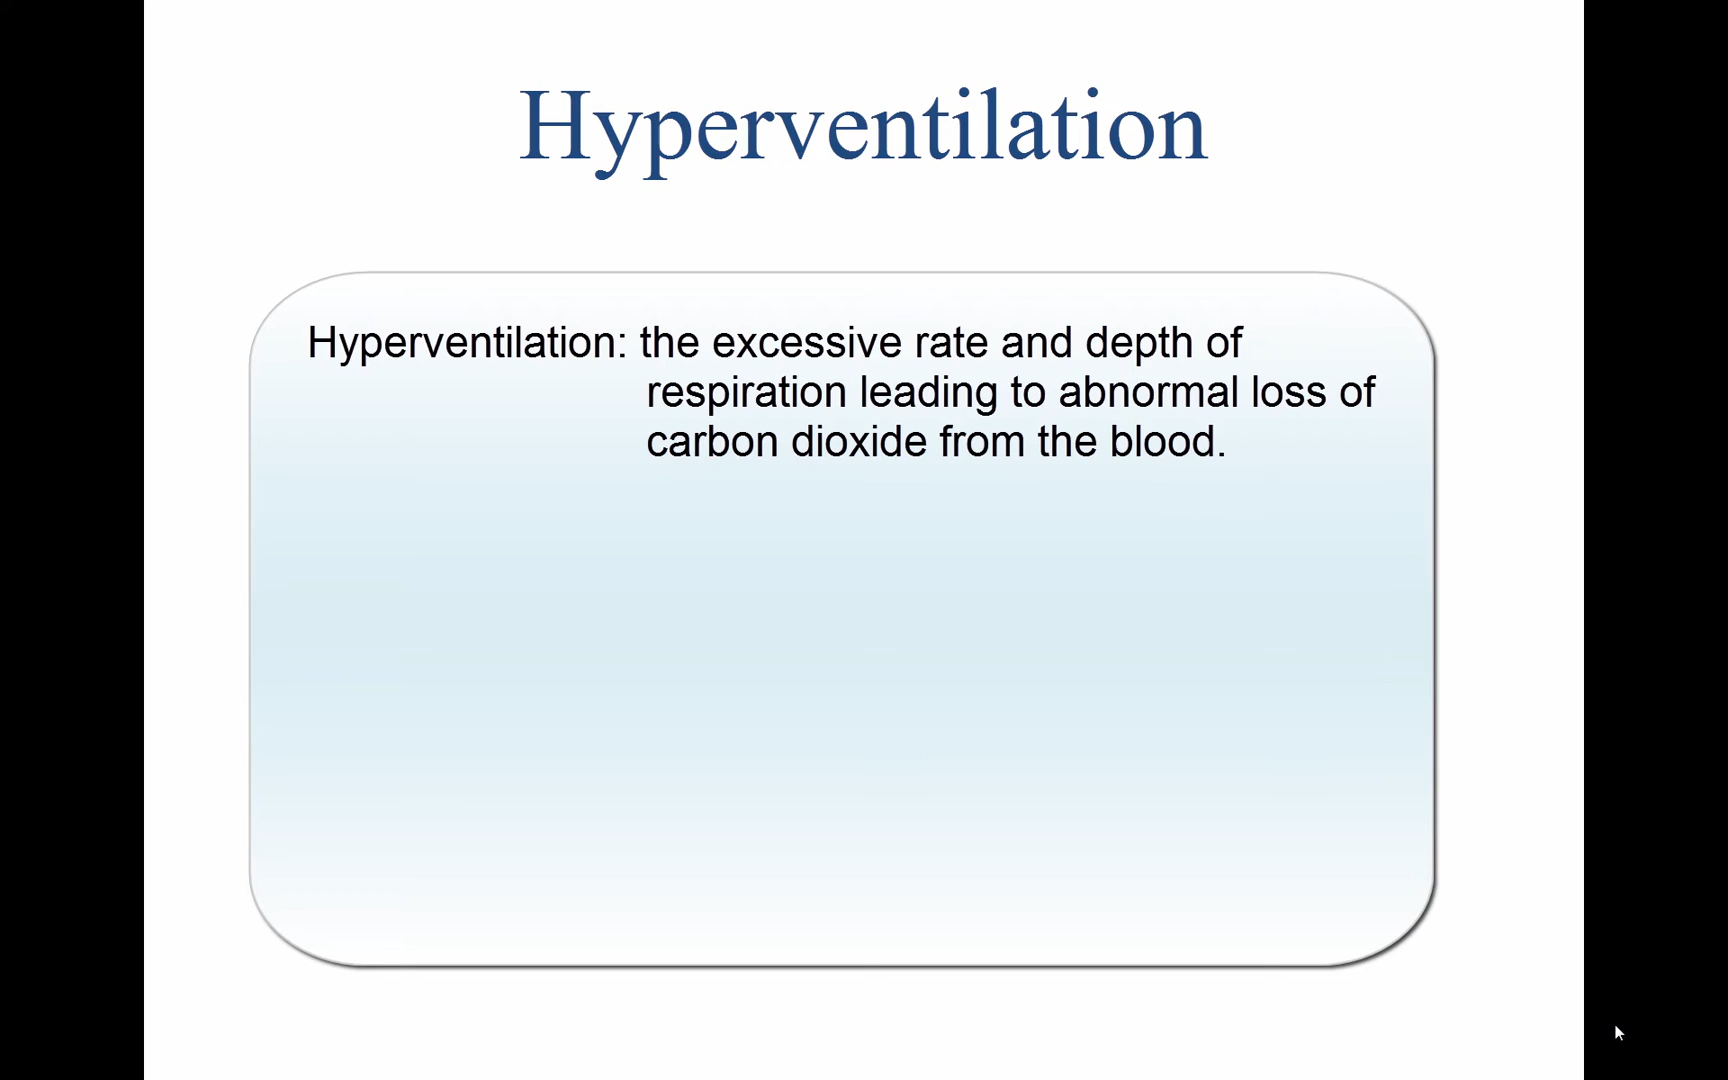 Hyperventilation
Hyperventilation: the excessive rate and depth of
respiration leading to abnormal loss of
carbon dioxide from the blood.